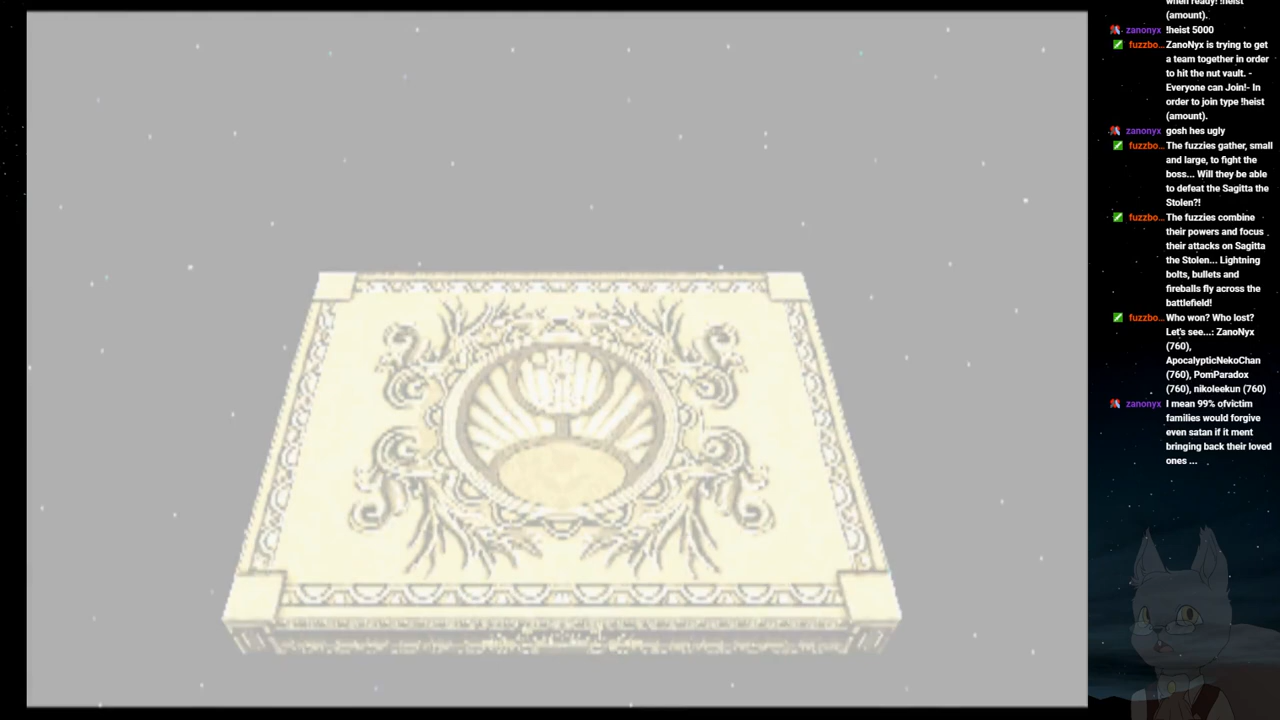 when ready! !heist
(amount).
zanonyx !heist 5000
fuzzbo... ZanoNyx is trying to get
a team together in order
to hit the nut vault. -
Everyone can Join!- In
order to join type !heist
(amount).
zanonyx gosh hes ugly
fuzzbo... The fuzzies gather, small
and large, to fight the
boss... Will they be able
to defeat the Sagitta the
Stolen?!
fuzzbo... The fuzzies combine
their powers and focus
their attacks on Sagitta
the Stolen... Lightning
bolts, bullets and
fireballs fly across the
battlefield!
fuzzbo... Who won? Who lost?
Let's see...: ZanoNyx
(760),
ApocalypticNekoChan
(760), PomParadox
(760), nikoleekun (760)
zanonyx I mean 99% ofvictim
families would forgive
even satan if it ment
bringing back their loved
ones ...